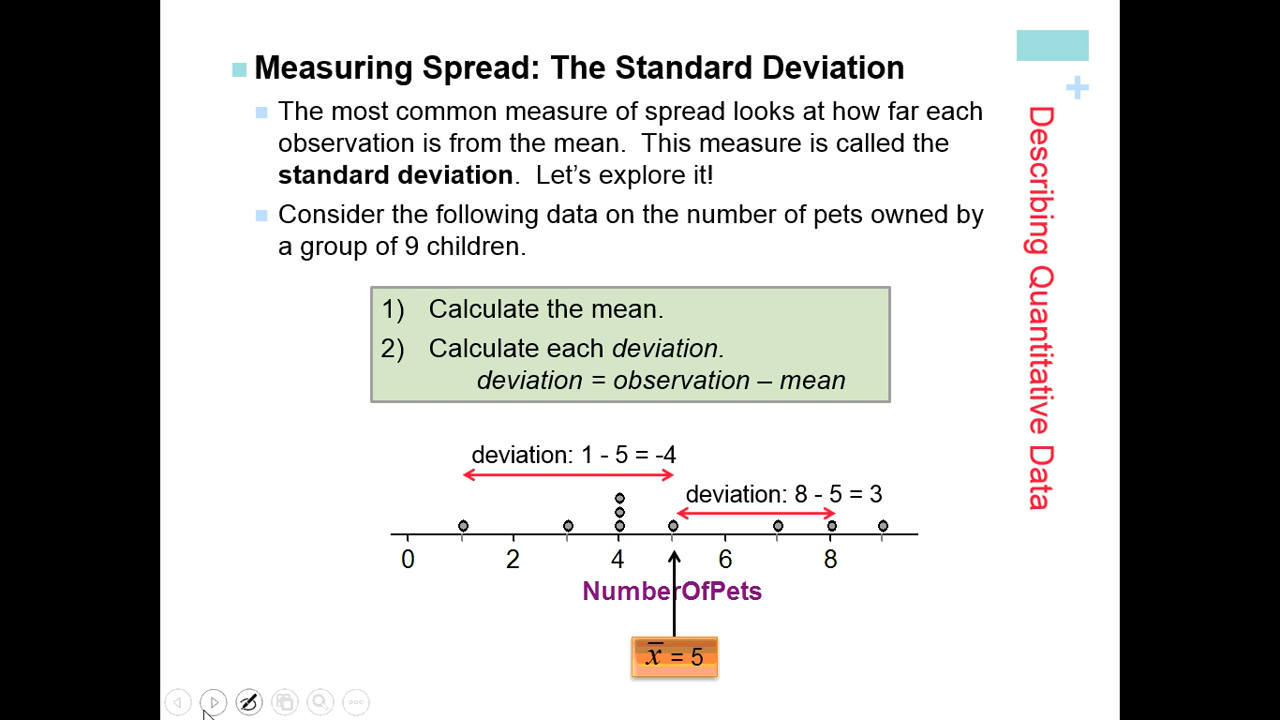 Measuring Spread: The Standard Deviation
The most common measure of spread looks at how far each
observation is from the mean.  This measure is called the
standard deviation.  Let's explore it!
Consider the following data on the number of pets owned by
a group of 9 children.
1) Calculate the mean.
2) Calculate each deviation.
deviation = observation – mean
deviation: 1 - 5 = -4
deviation: 8 - 5 = 3
0 2 4 6 8
NumberOfPets
x̅ = 5
+
Describing Quantitative Data